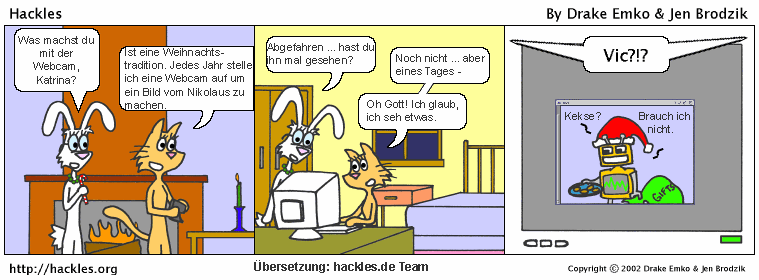 Hackles
By Drake Emko & Jen Brodzik
Was machst du
mit der
Webcam,
Katrina?
Ist eine Weihnachts-
tradition. Jedes Jahr stelle
ich eine Webcam auf um
ein Bild vom Nikolaus zu
machen.
Abgefahren ... hast du
ihn mal gesehen?
Noch nicht ... aber
eines Tages -
Oh Gott! Ich glaub,
ich seh etwas.
Vic?!?
Kekse?
Brauch ich
nicht.
GIFTS
http://hackles.org
Übersetzung: hackles.de Team
Copyright © 2002 Drake Emko & Jen Brodzik